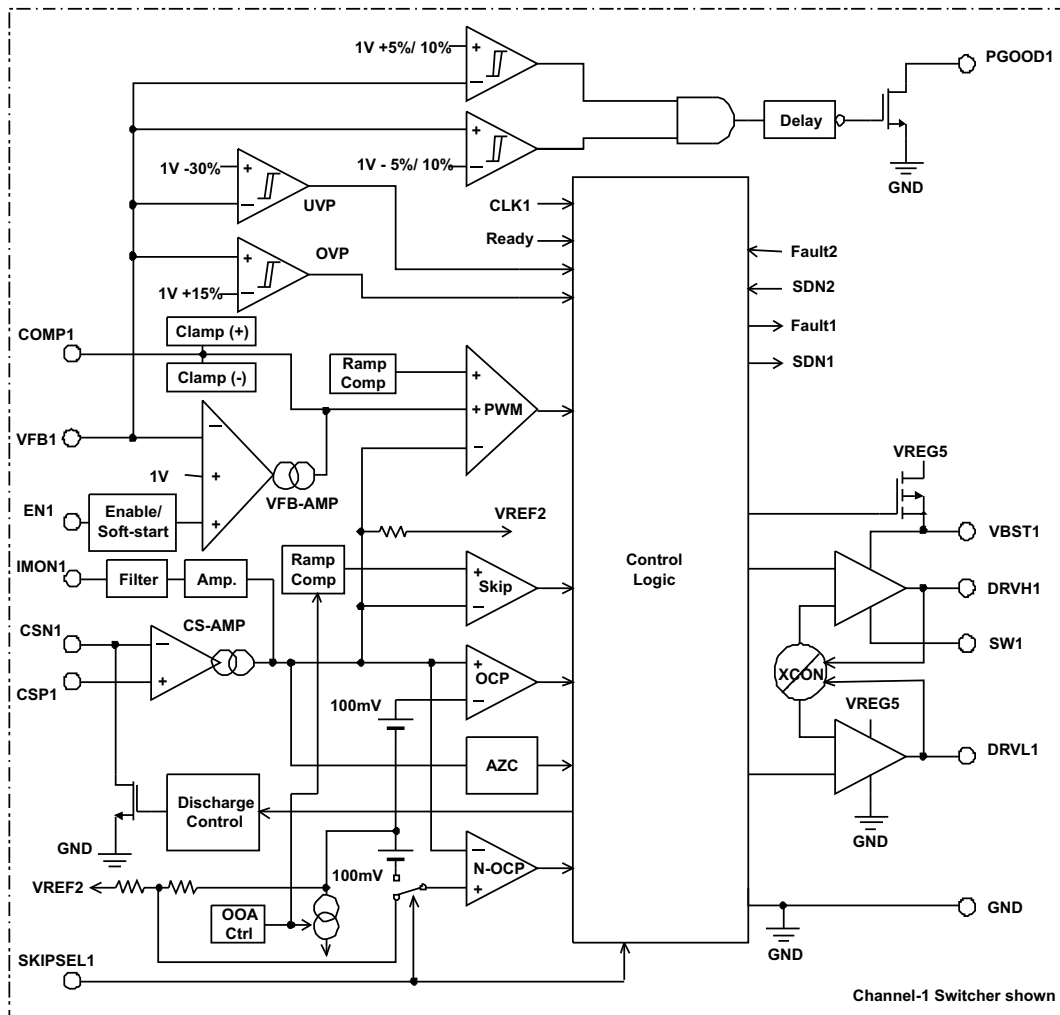 1V +5%/ 10%
PGOOD1
+
−
Delay
+
1V - 5%/ 10%
−
GND
1V -30%
+
−
UVP
CLK1
Ready
OVP
+
1V +15%
−
Fault2
SDN2
Fault1
SDN1
COMP1
Clamp (+)
Clamp (-)
Ramp
Comp
+
+
PWM
−
VFB1
−
1V
+
VFB-AMP
EN1
Enable/
Soft-start
+
VREF2
VREG5
VBST1
IMON1
Filter
Amp.
Ramp
Comp
+
Skip
−
Control
Logic
DRVH1
CSN1
CS-AMP
−
CSP1
+
+
OCP
−
SW1
XCON
100mV
VREG5
AZC
DRVL1
Discharge
Control
GND
GND
100mV
−
N-OCP
+
VREF2
OOA
Ctrl
GND
GND
SKIPSEL1
Channel-1 Switcher shown